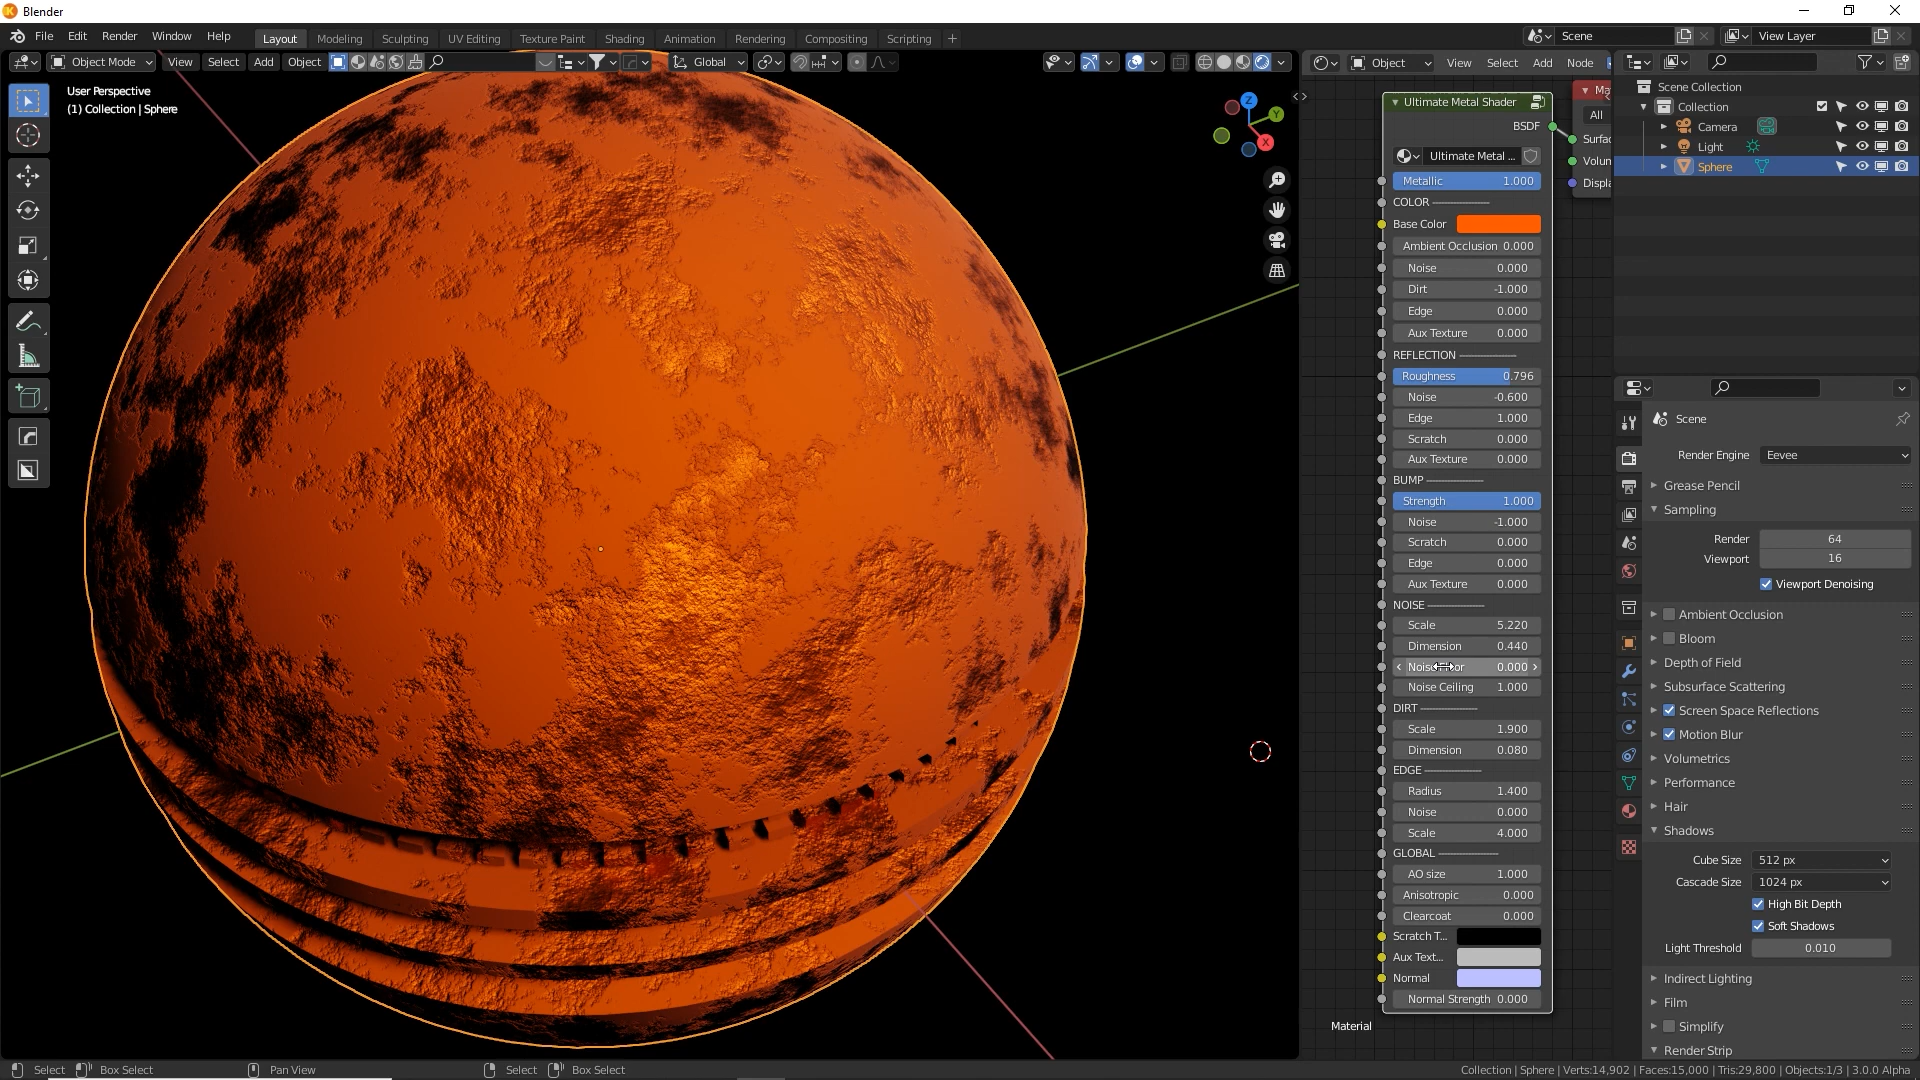 Blender
File Edit Render Window Help
Layout Modeling Sculpting UV Editing Texture Paint Shading Animation Rendering Compositing Scripting +
Scene
View Layer
Object Mode View Select Add Object
Global
Object View Select Add Node
User Perspective
(1) Collection | Sphere
Z
Y
X
Ultimate Metal Shader
BSDF
Ultimate Metal ...
Metallic 1.000
COLOR
Base Color
Ambient Occlusion 0.000
Noise 0.000
Dirt -1.000
Edge 0.000
Aux Texture 0.000
REFLECTION
Roughness 0.796
Noise -0.600
Edge 1.000
Scratch 0.000
Aux Texture 0.000
BUMP
Strength 1.000
Noise -1.000
Scratch 0.000
Edge 0.000
Aux Texture 0.000
NOISE
Scale 5.220
Dimension 0.440
0.000
Noise Ceiling 1.000
DIRT
Scale 1.900
Dimension 0.080
EDGE
Radius 1.400
Noise 0.000
Scale 4.000
GLOBAL
AO size 1.000
Anisotropic 0.000
Clearcoat 0.000
Scratch T...
Aux Text...
Normal
Normal Strength 0.000
Material
All
Scene Collection
Collection
Camera
Light
Sphere
Scene
Render Engine Eevee
Grease Pencil
Sampling
Render 64
Viewport 16
Viewport Denoising
Ambient Occlusion
Bloom
Depth of Field
Subsurface Scattering
Screen Space Reflections
Motion Blur
Volumetrics
Performance
Hair
Shadows
Cube Size 512 px
Cascade Size 1024 px
High Bit Depth
Soft Shadows
Light Threshold 0.010
Indirect Lighting
Film
Simplify
Render Strip
Select Box Select Pan View Select Box Select
Collection | Sphere | Verts:14,902 | Faces:15,000 | Tris:29,800 | Objects:1/3 | 3.0.0 Alpha